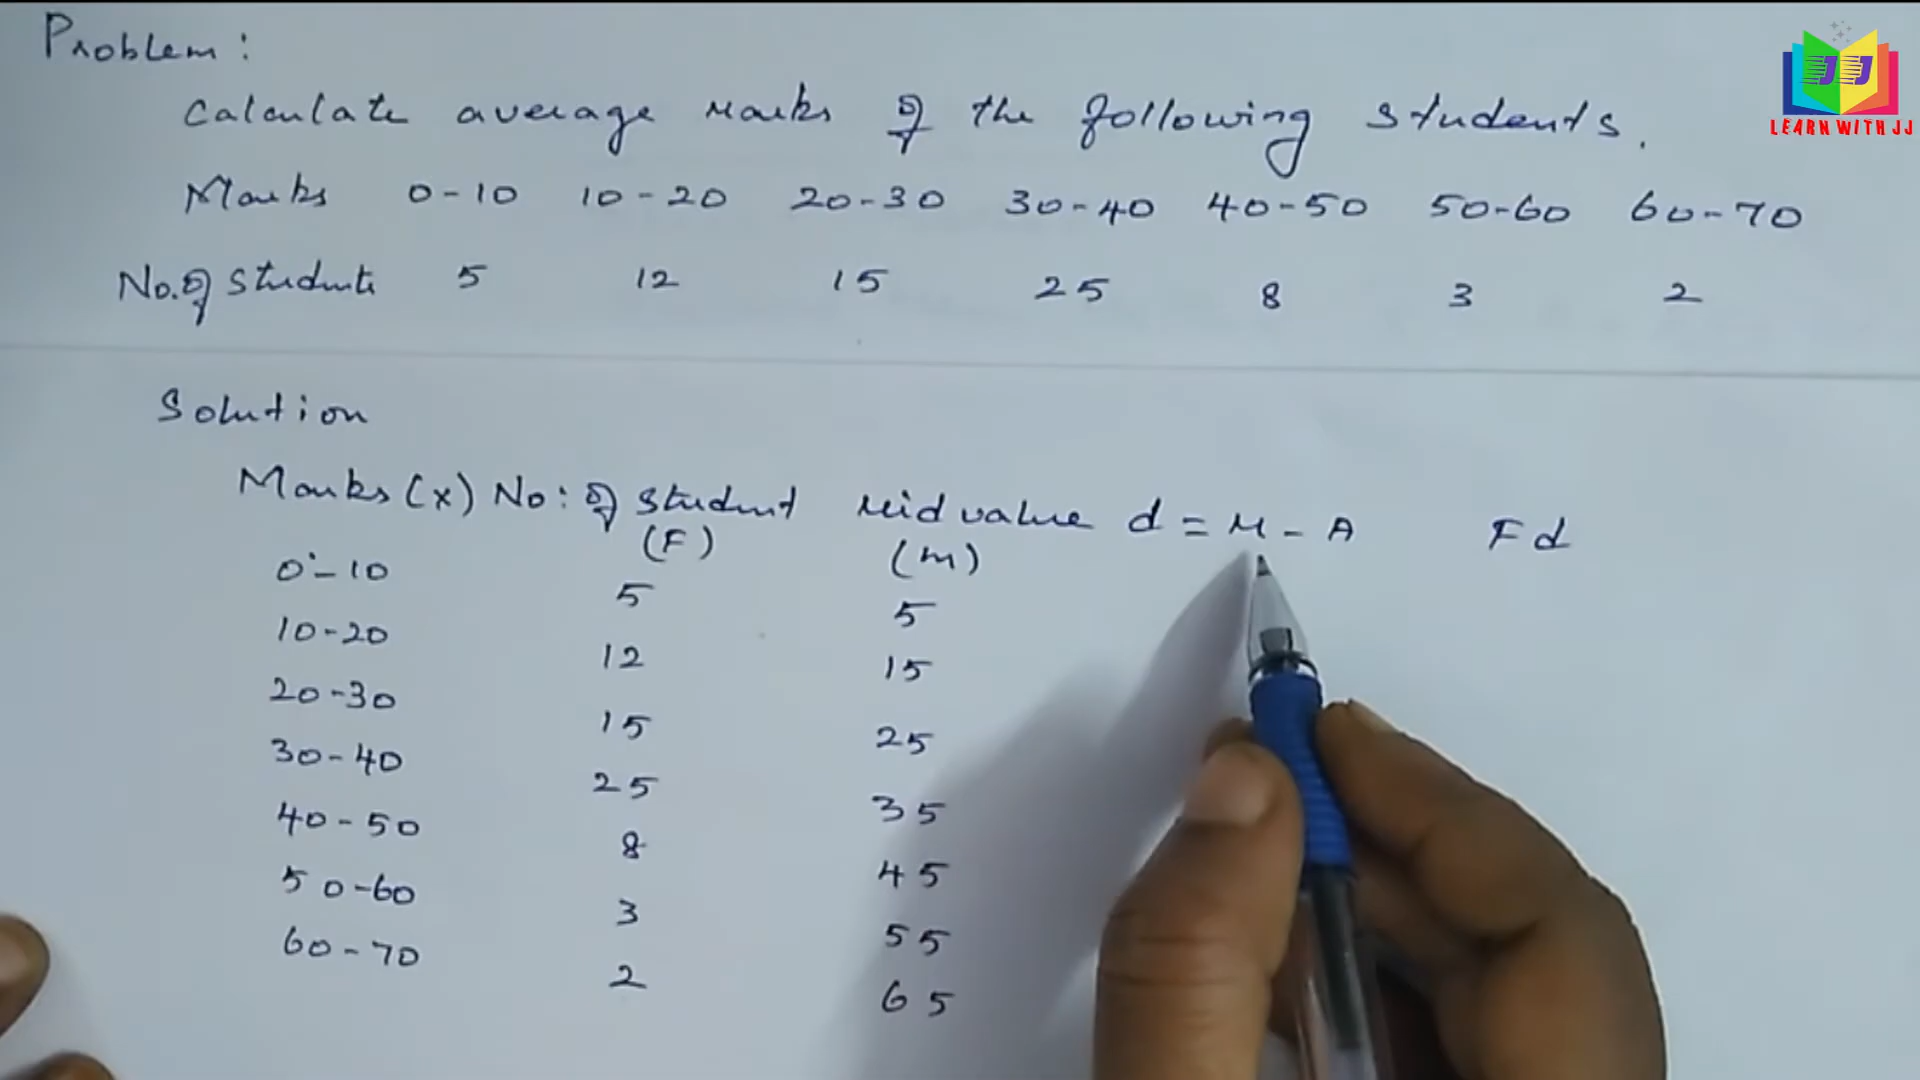 Problem:
Calculate average marks of the following students.
Marks 0-10 10-20 20-30 30-40 40-50 50-60 60-70
No. of students 5 12 15 25 8 3 2
Solution
Marks (x) No: of student mid value d = M - A Fd
(F) (m)
0-10 5 5
10-20 12 15
20-30 15 25
30-40 25 35
40-50 8 45
50-60 3 55
60-70 2 65
JJ
LEARN WITH JJ